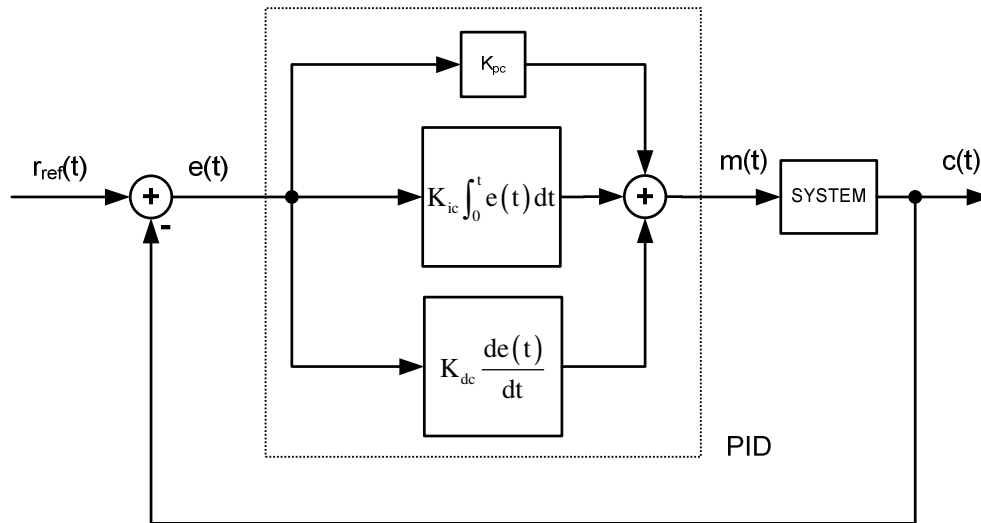 K_pc
r_ref(t)
e(t)
+
-
K_ic ∫_0^t e(t) dt
+
m(t)
SYSTEM
c(t)
K_dc de(t)/dt
PID